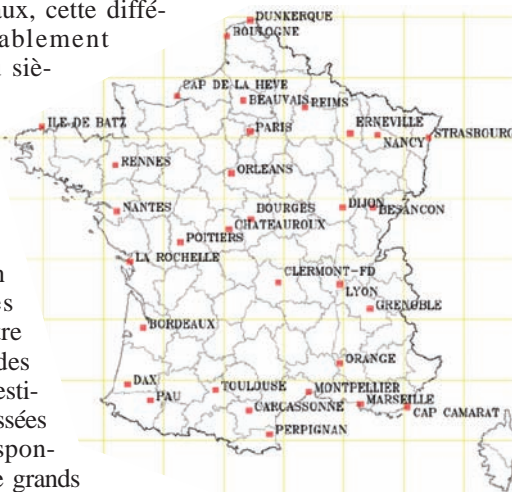 aux, cette diffé-
ablement
siè-
n
es
re
des
esti-
ssées
spon-
e grands
DUNKERQUE
BOULOGNE
CAP DE LA HEVE
BEAUVAIS
REIMS
ILE DE BATZ
PARIS
ERNEVILLE
NANCY
STRASBOURG
RENNES
ORLEANS
NANTES
BOURGES
DIJON
BESANCON
CHATEAUROUX
POITIERS
LA ROCHELLE
CLERMONT-FD
LYON
GRENOBLE
BORDEAUX
ORANGE
DAX
PAU
TOULOUSE
MONTPELLIER
MARSEILLE
CARCASSONNE
CAP CAMARAT
PERPIGNAN